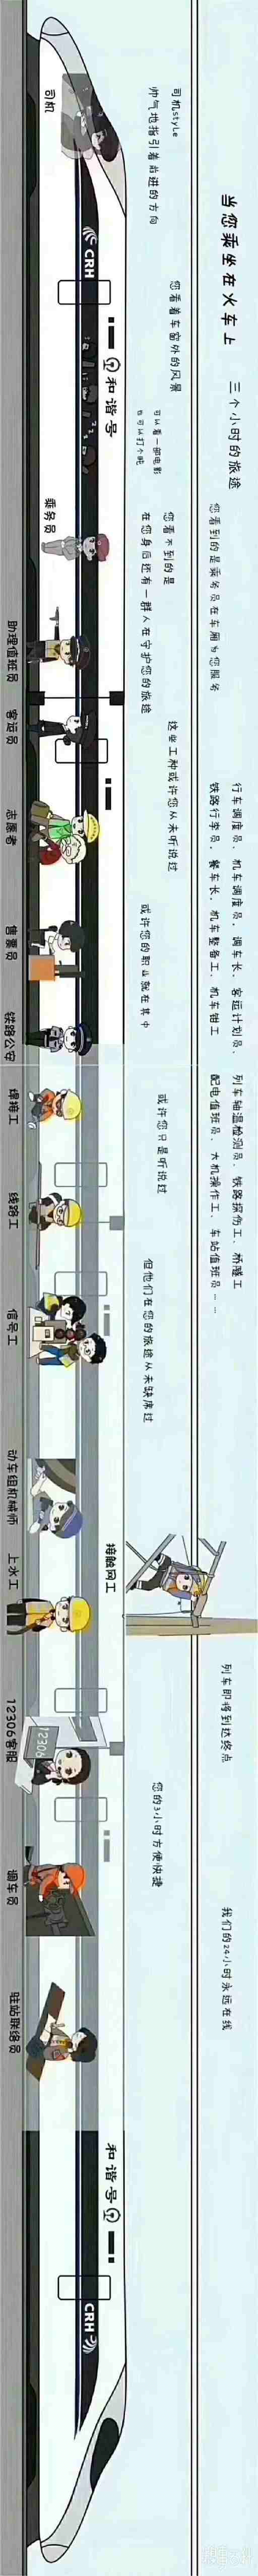 当您乘坐在火车上
三个小时的旅途
司机style
帅气地指引着前进的方向
您看着车窗外的风景
可以看一部电影
也可以打个盹
您看到的是乘务员在车厢为您服务
您看不到的是
在您身后还有一群人在守护您的旅途
这些工种或许您从未听说过
行车调度员、机车调度员、调车长、客运计划员、
铁路行李员、餐车长、机车整备工、机车钳工
列车轴温检测员、铁路探伤工、桥隧工
配电值班员、大机操作工、车站值班员……
或许您的职业就在其中
或许您只是听说过
但他们在您的旅途从未缺席过
列车即将到达终点
您的3小时方便快捷
我们的24小时永远在线
CRH
和谐号
接触网工
12306
和谐号
CRH
司机
乘务员
助理值班员
客运员
志愿者
售票员
铁路公安
焊接工
线路工
信号工
动车组机械师
上水工
12306客服
调车员
驻站联络员